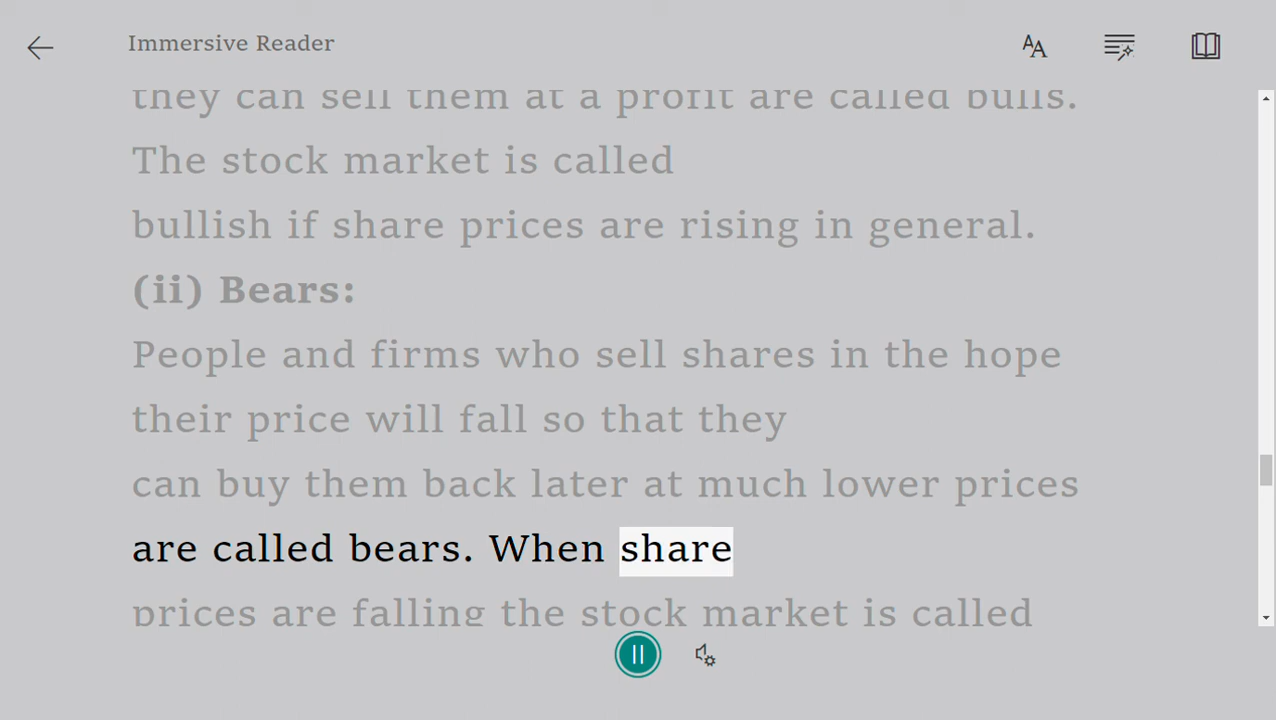 Immersive Reader
they can sell them at a profit are called bulls.
The stock market is called
bullish if share prices are rising in general.
(ii) Bears:
People and firms who sell shares in the hope
their price will fall so that they
can buy them back later at much lower prices
are called bears. When share
prices are falling the stock market is called